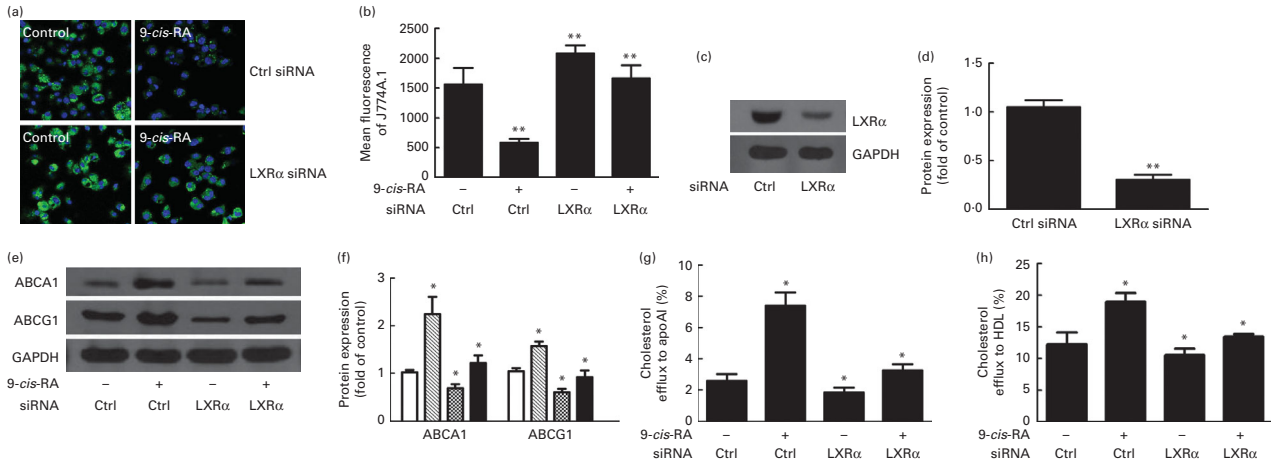 (a)
Control
9-cis-RA
Ctrl siRNA
Control
9-cis-RA
LXRα siRNA
(b)
Mean fluorescence
of J774A.1
2500
2000
1500
1000
500
0
**
**
**
9-cis-RA
– + – +
siRNA
Ctrl Ctrl LXRα LXRα
(c)
LXRα
GAPDH
siRNA Ctrl LXRα
(d)
Protein expression
(fold of control)
1·5
1·0
0·5
0·0
**
Ctrl siRNA LXRα siRNA
(e)
ABCA1
ABCG1
GAPDH
9-cis-RA – + – +
siRNA Ctrl Ctrl LXRα LXRα
(f)
Protein expression
(fold of control)
3
2
1
0
* * * * * *
ABCA1 ABCG1
(g)
Cholesterol
efflux to apoAI (%)
10
8
6
4
2
0
* * *
9-cis-RA – + – +
siRNA Ctrl Ctrl LXRα LXRα
(h)
Cholesterol
efflux to HDL (%)
25
20
15
10
5
0
* * *
9-cis-RA – + – +
siRNA Ctrl Ctrl LXRα LXRα